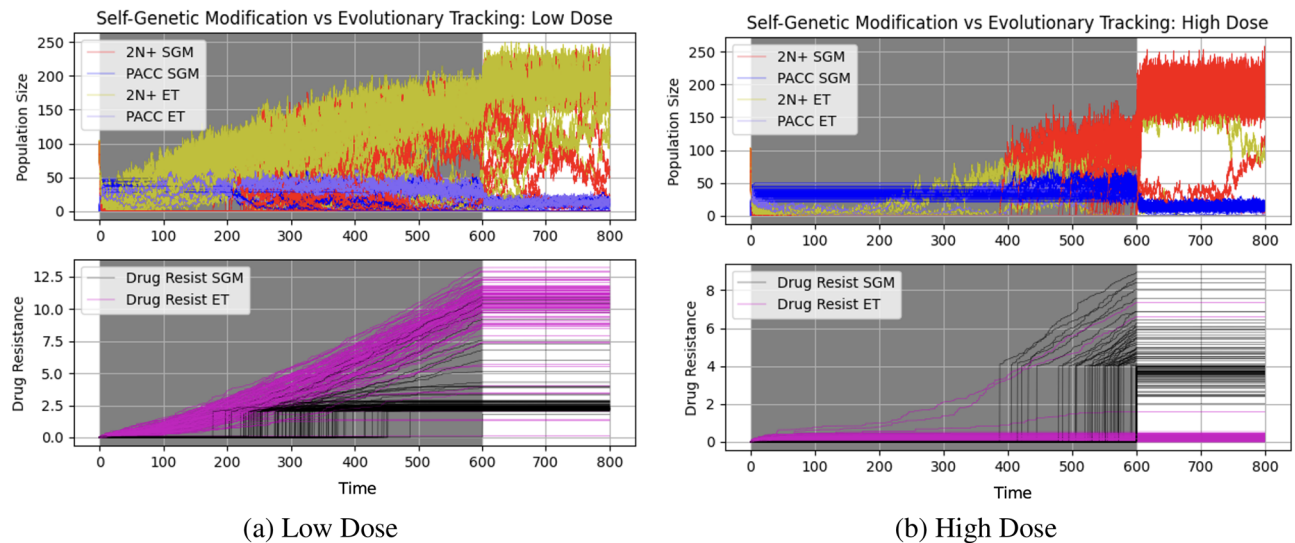 Self-Genetic Modification vs Evolutionary Tracking: Low Dose
250
200
150
100
50
0
Population Size
2N+ SGM
PACC SGM
2N+ ET
PACC ET
0 100 200 300 400 500 600 700 800
12.5
10.0
7.5
5.0
2.5
0.0
Drug Resistance
Drug Resist SGM
Drug Resist ET
0 100 200 300 400 500 600 700 800
Time
(a) Low Dose
Self-Genetic Modification vs Evolutionary Tracking: High Dose
250
200
150
100
50
0
Population Size
2N+ SGM
PACC SGM
2N+ ET
PACC ET
0 100 200 300 400 500 600 700 800
8
6
4
2
0
Drug Resistance
Drug Resist SGM
Drug Resist ET
0 100 200 300 400 500 600 700 800
Time
(b) High Dose